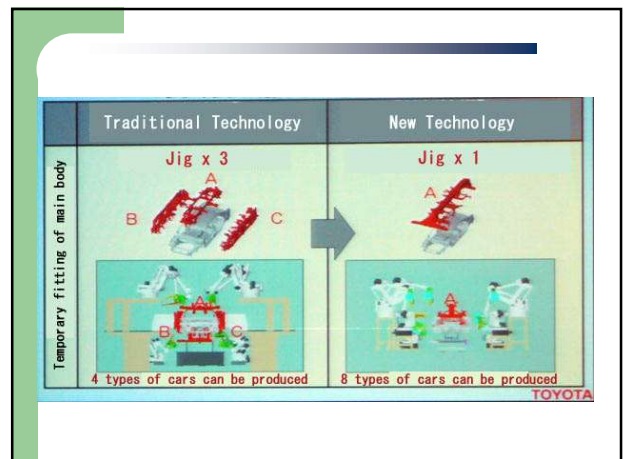 Traditional Technology
New Technology
Temporary fitting of main body
Jig x 3
A
B
C
A
B
C
4 types of cars can be produced
Jig x 1
A
A
8 types of cars can be produced
TOYOTA